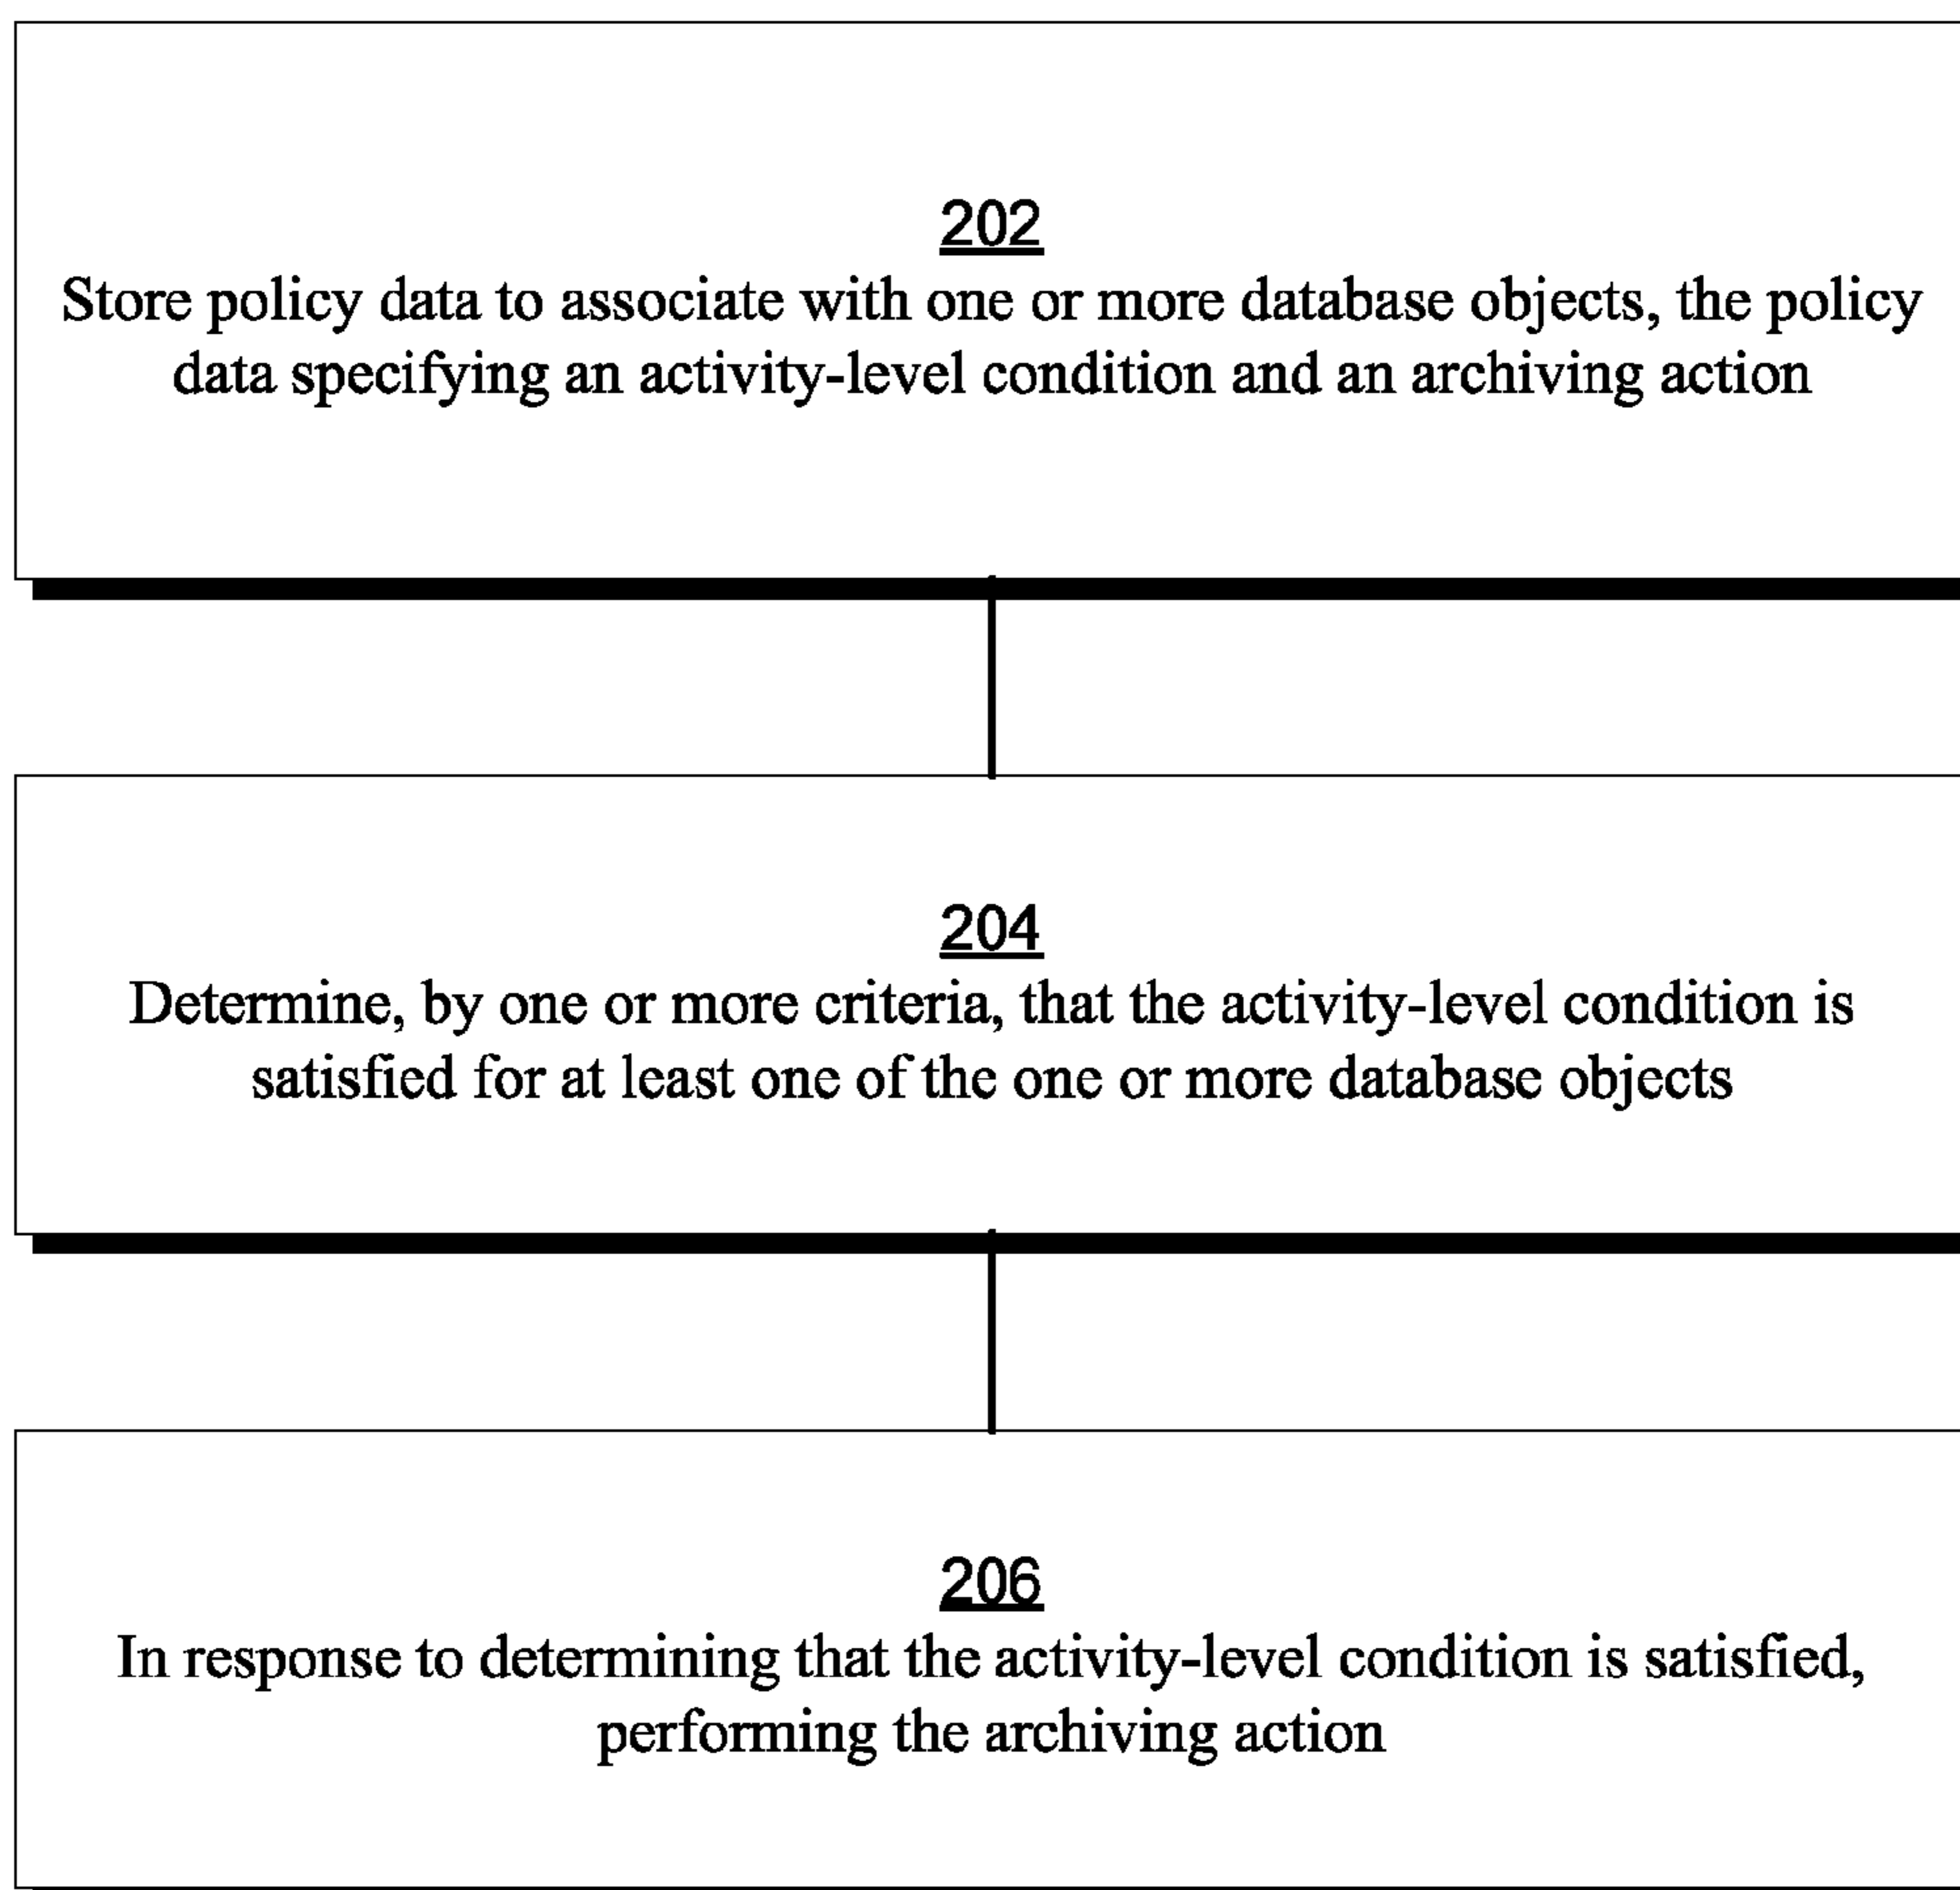 202
Store policy data to associate with one or more database objects, the policy
data specifying an activity-level condition and an archiving action
204
Determine, by one or more criteria, that the activity-level condition is
satisfied for at least one of the one or more database objects
206
In response to determining that the activity-level condition is satisfied,
performing the archiving action